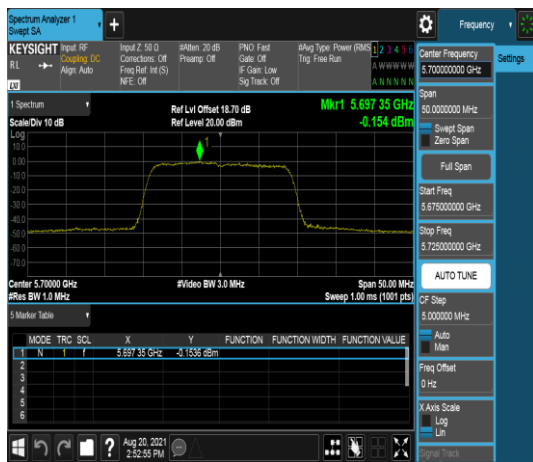 Spectrum Analyzer 1
Swept SA
+
Frequency
KEYSIGHT
RL
LXI
Input: RF
Coupling: DC
Align: Auto
Input Z: 50 Ω
Corrections: Off
Freq Ref: Int (S)
NFE: Off
#Atten: 20 dB
Preamp: Off
PNO: Fast
Gate: Off
IF Gain: Low
Sig Track: Off
#Avg Type: Power (RMS
Trig: Free Run
1 2 3 4 5 6
A W W W W W
A N N N N N
1 Spectrum
Scale/Div 10 dB
Ref Lvl Offset 18.70 dB
Ref Level 20.00 dBm
Mkr1 5.697 35 GHz
-0.154 dBm
Log
10.0
0.00
-10.0
-20.0
-30.0
-40.0
-50.0
-60.0
-70.0
1
Center 5.70000 GHz
#Res BW 1.0 MHz
#Video BW 3.0 MHz
Span 50.00 MHz
Sweep 1.00 ms (1001 pts)
5 Marker Table
MODE TRC SCL X Y FUNCTION FUNCTION WIDTH FUNCTION VALUE
1 N 1 f 5.697 35 GHz -0.1536 dBm
2
3
4
5
6
?
Aug 20, 2021
2:52:55 PM
Center Frequency
5.700000000 GHz
Settings
Span
50.0000000 MHz
Swept Span
Zero Span
Full Span
Start Freq
5.675000000 GHz
Stop Freq
5.725000000 GHz
AUTO TUNE
CF Step
5.000000 MHz
Auto
Man
Freq Offset
0 Hz
X Axis Scale
Log
Lin
Signal Track